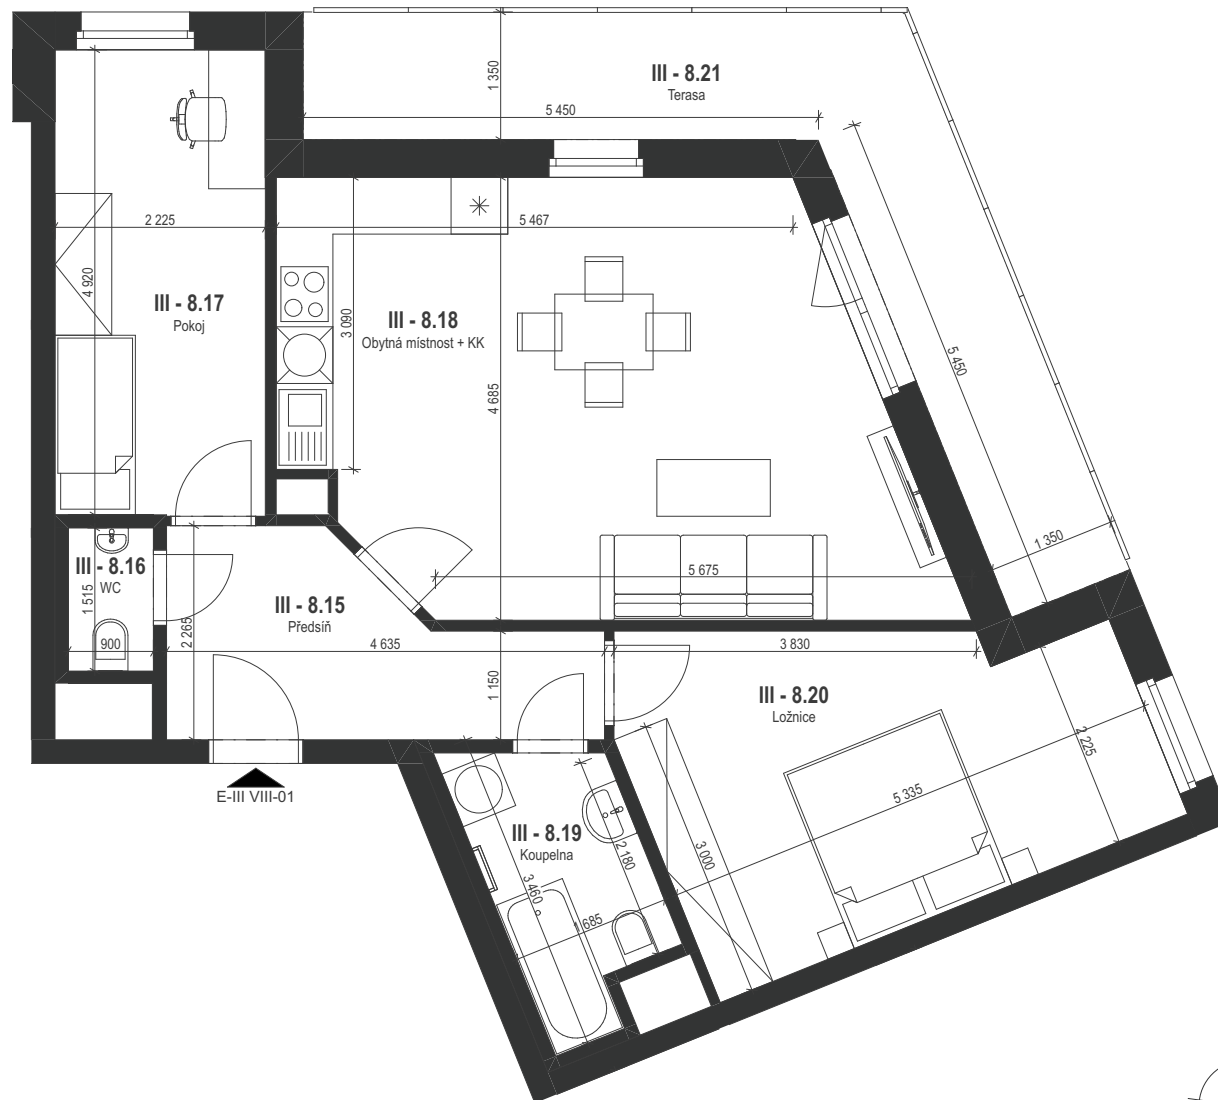 III - 8.21
Terasa
1 350
5 450
2 225
5 467
4 920
III - 8.17
Pokoj
3 090
III - 8.18
Obytná místnost + KK
4 685
5 450
1 350
III - 8.16
WC
1 515
900
2 265
III - 8.15
Předsíň
4 635
5 675
1 150
3 830
III - 8.20
Ložnice
2 225
5 335
3 000
E-III VIII-01
III - 8.19
Koupelna
2 180
3 460
1 685